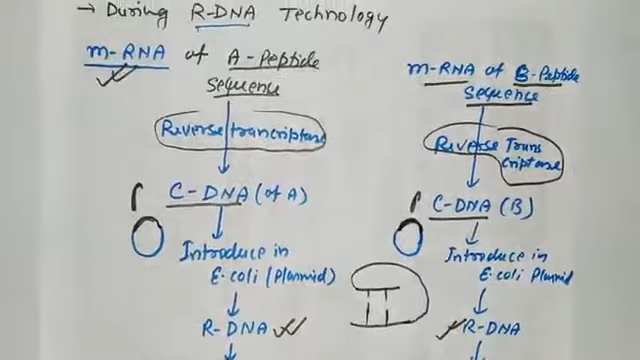 → During R-DNA Technology
m-RNA of A-Peptide
Sequence
Reverse trancriptase
C-DNA (of A)
Introduce in
E.coli (Plasmid)
R-DNA
m-RNA of B-Peptide
Sequence
Reverse Trans
criptase
C-DNA (B)
Introduce in
E.coli Plasmid
R-DNA